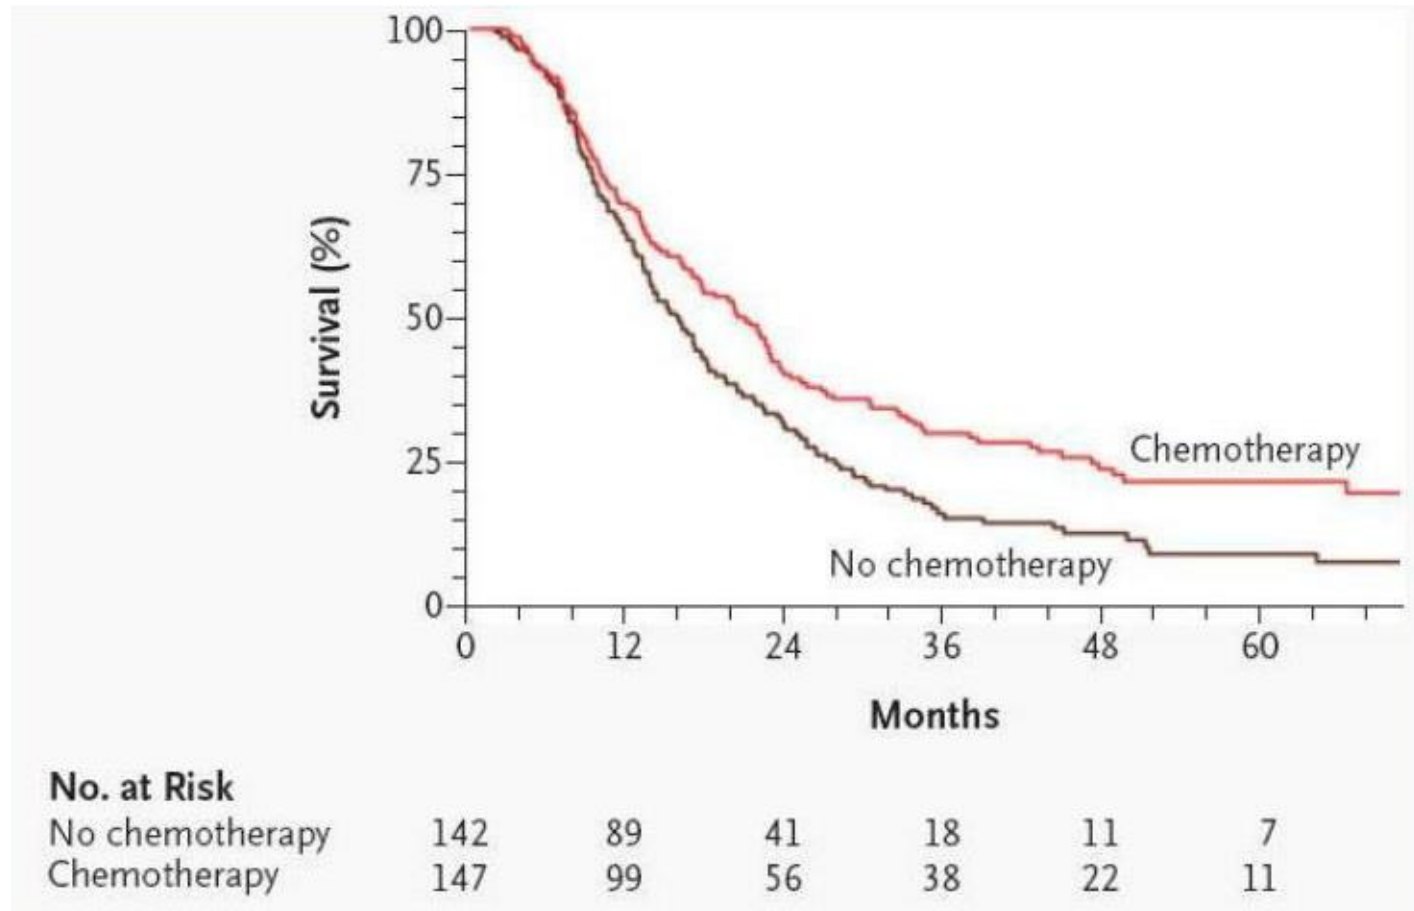 100
75
50
25
0
Survival (%)
Chemotherapy
No chemotherapy
0 12 24 36 48 60
Months
No. at Risk
No chemotherapy 142 89 41 18 11 7
Chemotherapy 147 99 56 38 22 11